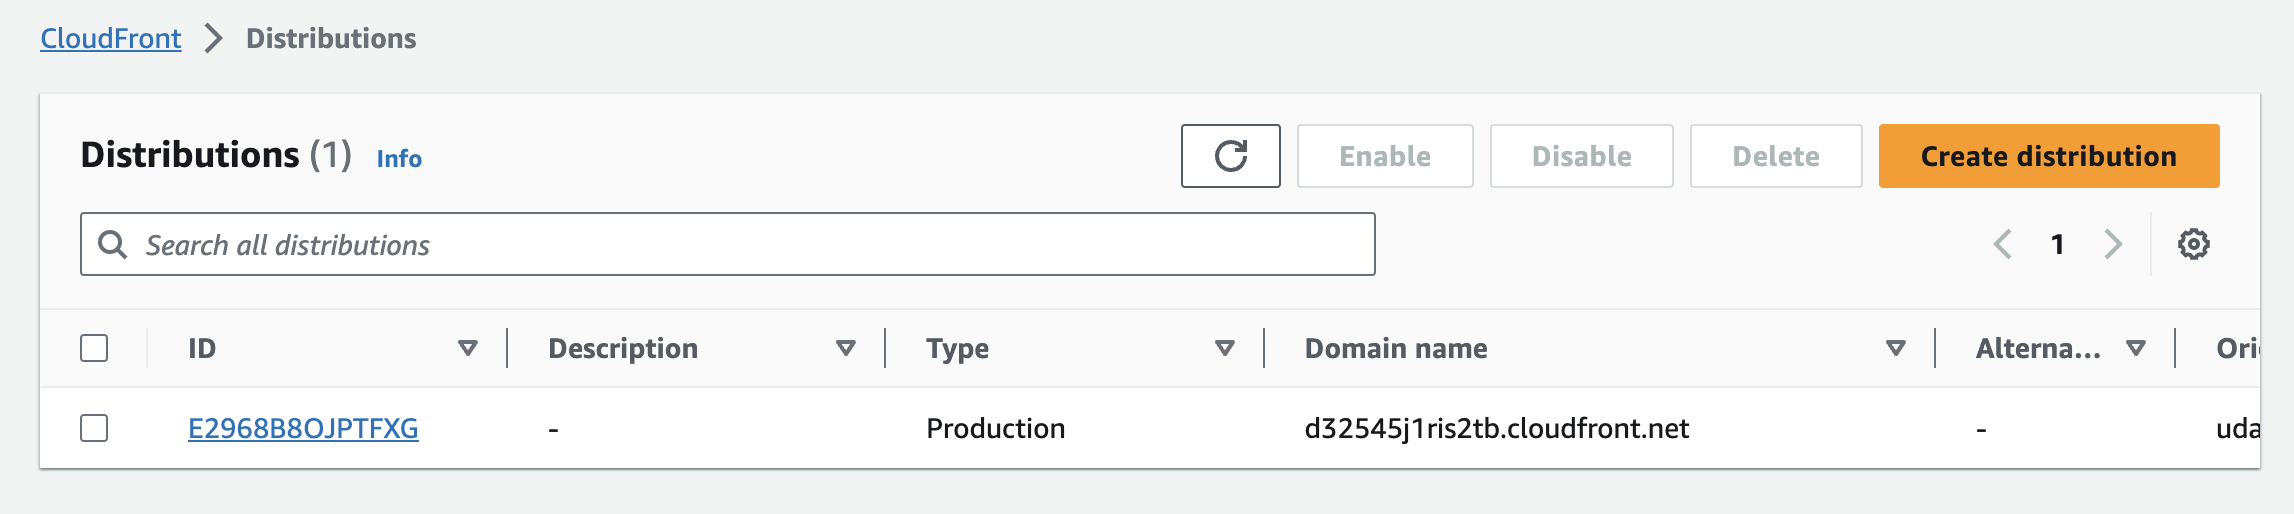 CloudFront > Distributions
Distributions (1) Info
Enable Disable Delete Create distribution
Search all distributions
1
ID Description Type Domain name Alterna... Ori
E2968B8OJPTFXG - Production d32545j1ris2tb.cloudfront.net - uda